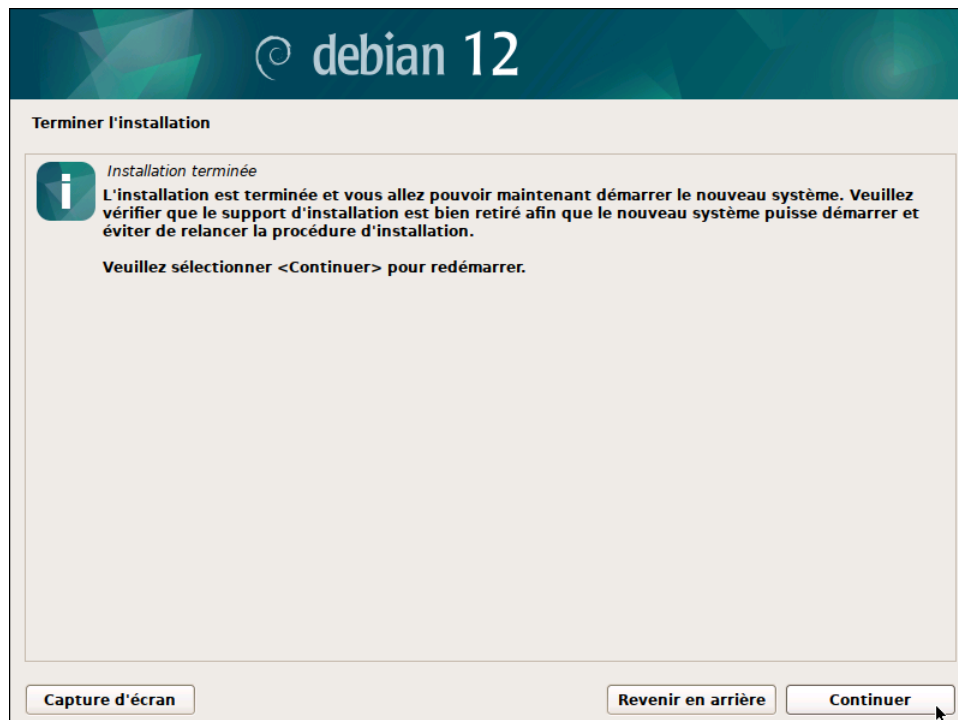 debian 12
Terminer l'installation
Installation terminée
L'installation est terminée et vous allez pouvoir maintenant démarrer le nouveau système. Veuillez
vérifier que le support d'installation est bien retiré afin que le nouveau système puisse démarrer et
éviter de relancer la procédure d'installation.
Veuillez sélectionner <Continuer> pour redémarrer.
Capture d'écran
Revenir en arrière
Continuer